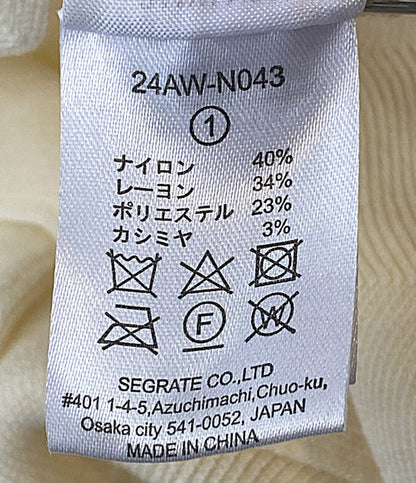 24AW-N043
①
ナイロン 40%
レーヨン 34%
ポリエステル 23%
カシミヤ 3%
F W
SEGRATE CO.,LTD
#401 1-4-5,Azuchimachi,Chuo-ku,
Osaka city 541-0052, JAPAN
MADE IN CHINA